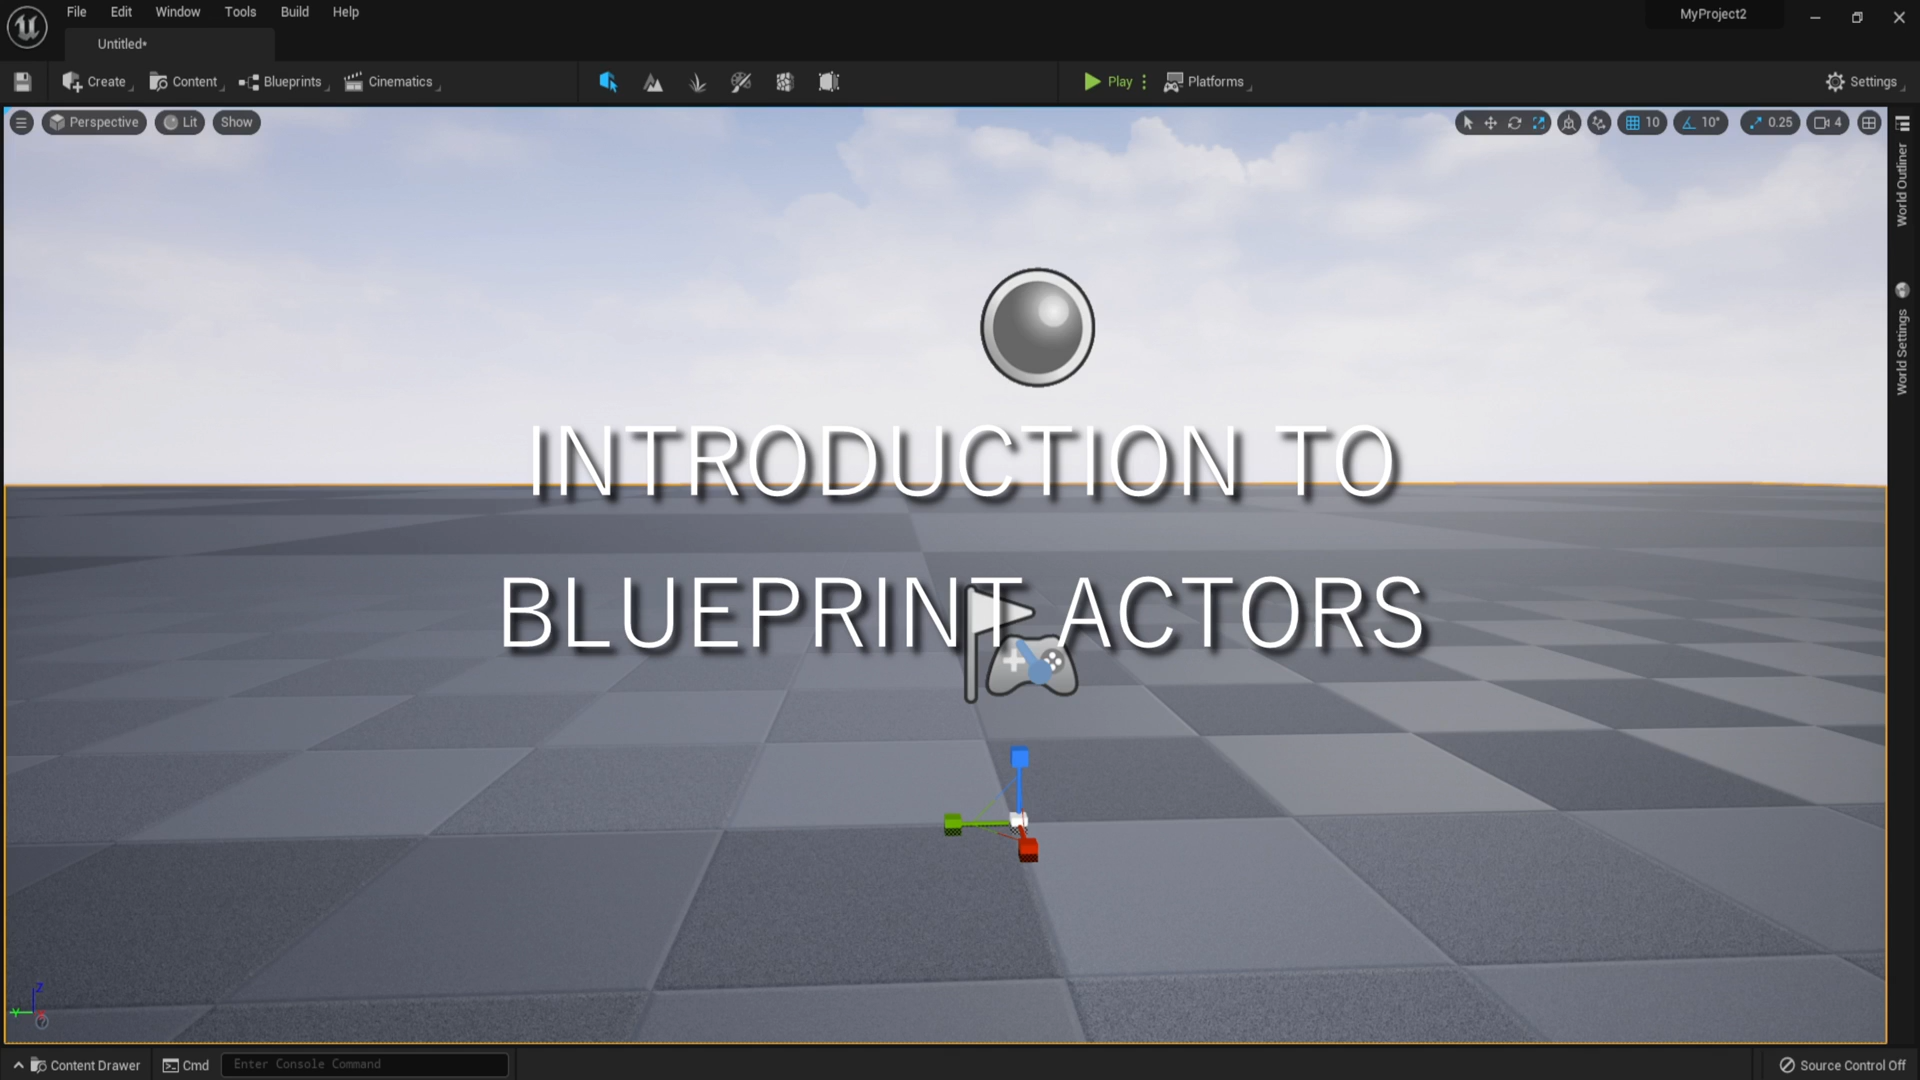 File Edit Window Tools Build Help
MyProject2
Untitled*
Create Content Blueprints Cinematics Play Platforms Settings
Perspective Lit Show 10 10° 0.25 4
World Outliner
World Settings
INTRODUCTION TO
BLUEPRINT ACTORS
Z
Y
Content Drawer Cmd Enter Console Command Source Control Off